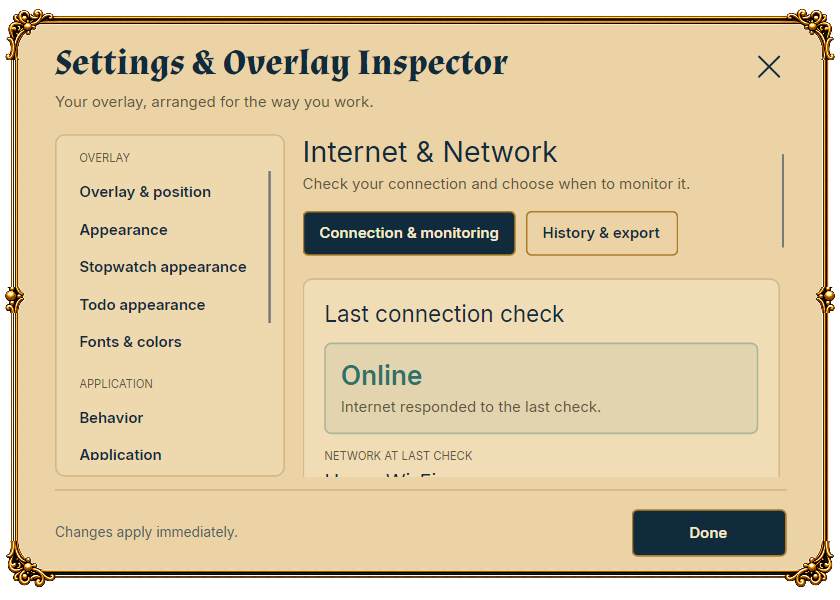 Settings & Overlay Inspector
Your overlay, arranged for the way you work.
OVERLAY
Overlay & position
Appearance
Stopwatch appearance
Todo appearance
Fonts & colors
APPLICATION
Behavior
Application
Internet & Network
Check your connection and choose when to monitor it.
Connection & monitoring
History & export
Last connection check
Online
Internet responded to the last check.
NETWORK AT LAST CHECK
Changes apply immediately.
Done